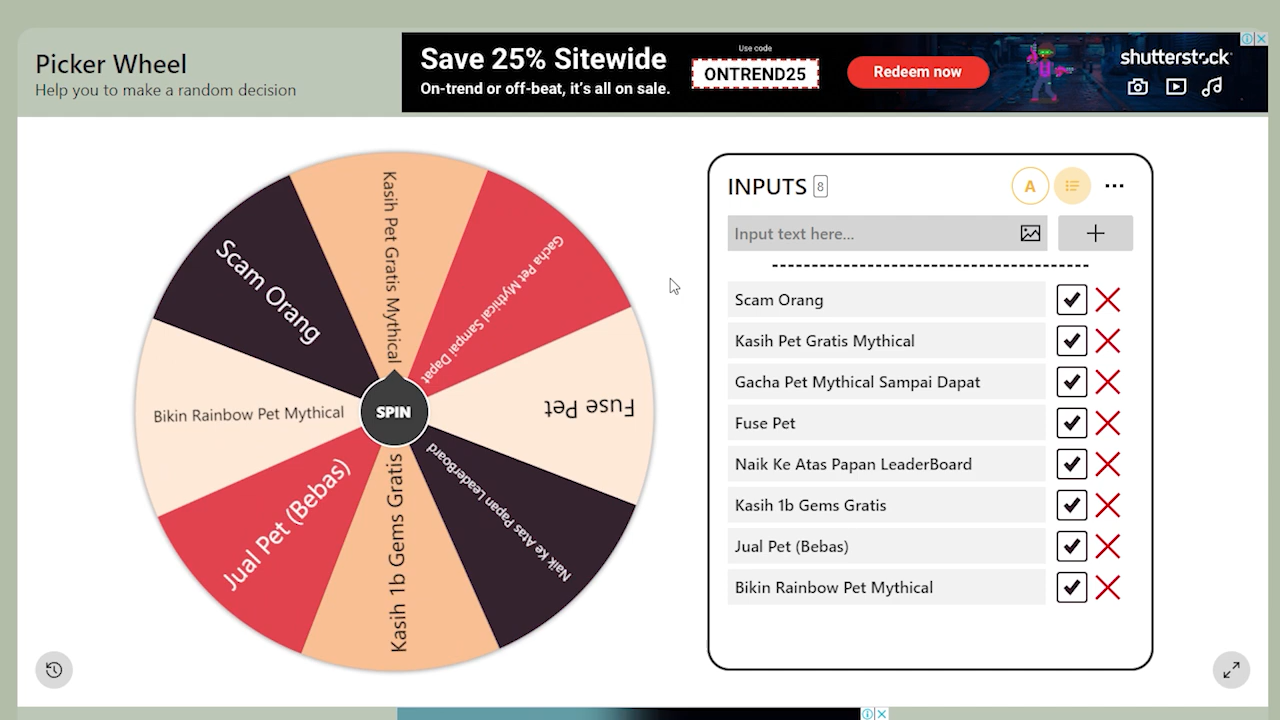 Picker Wheel
Help you to make a random decision
Save 25% Sitewide
On-trend or off-beat, it's all on sale.
Use code
ONTREND25
Redeem now
shutterstock
Kasih Pet Gratis Mythical
Gacha Pet Mythical Sampai Dapat
Fuse Pet
Naik Ke Atas Papan LeaderBoard
Kasih 1b Gems Gratis
Jual Pet (Bebas)
Bikin Rainbow Pet Mythical
Scam Orang
SPIN
INPUTS 8
A
Input text here...
Scam Orang
Kasih Pet Gratis Mythical
Gacha Pet Mythical Sampai Dapat
Fuse Pet
Naik Ke Atas Papan LeaderBoard
Kasih 1b Gems Gratis
Jual Pet (Bebas)
Bikin Rainbow Pet Mythical